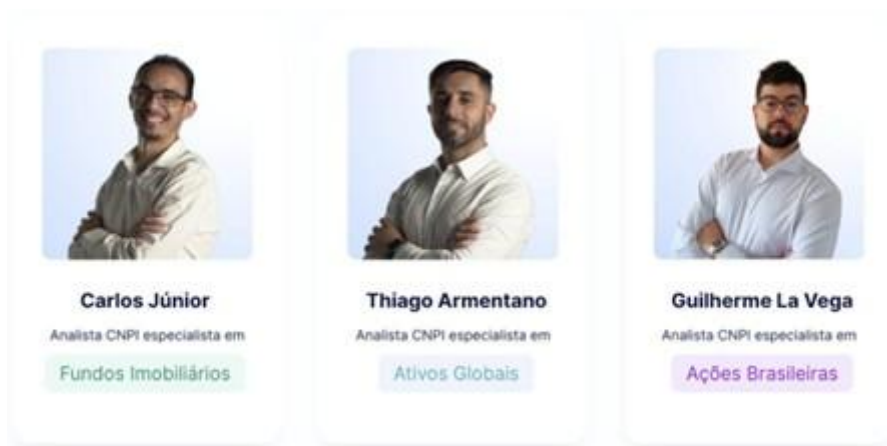 Carlos Júnior
Analista CNPI especialista em
Fundos Imobiliários
Thiago Armentano
Analista CNPI especialista em
Ativos Globais
Guilherme La Vega
Analista CNPI especialista em
Ações Brasileiras